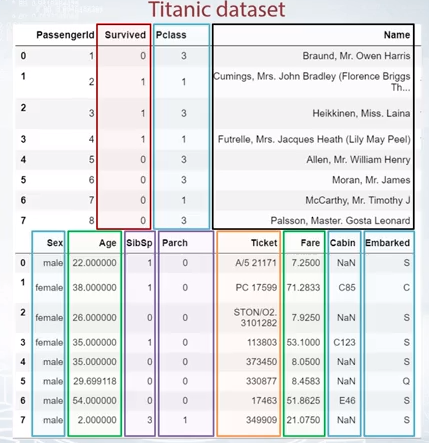 Titanic dataset
PassengerId Survived Pclass Name
0 1 0 3 Braund, Mr. Owen Harris
1 2 1 1 Cumings, Mrs. John Bradley (Florence Briggs
Th...
2 3 1 3 Heikkinen, Miss. Laina
3 4 1 1 Futrelle, Mrs. Jacques Heath (Lily May Peel)
4 5 0 3 Allen, Mr. William Henry
5 6 0 3 Moran, Mr. James
6 7 0 1 McCarthy, Mr. Timothy J
7 8 0 3 Palsson, Master. Gosta Leonard
Sex Age SibSp Parch Ticket Fare Cabin Embarked
0 male 22.000000 1 0 A/5 21171 7.2500 NaN S
1 female 38.000000 1 0 PC 17599 71.2833 C85 C
2 female 26.000000 0 0 STON/O2. 7.9250 NaN S
3101282
3 female 35.000000 1 0 113803 53.1000 C123 S
4 male 35.000000 0 0 373450 8.0500 NaN S
5 male 29.699118 0 0 330877 8.4583 NaN Q
6 male 54.000000 0 0 17463 51.8625 E46 S
7 male 2.000000 3 1 349909 21.0750 NaN S